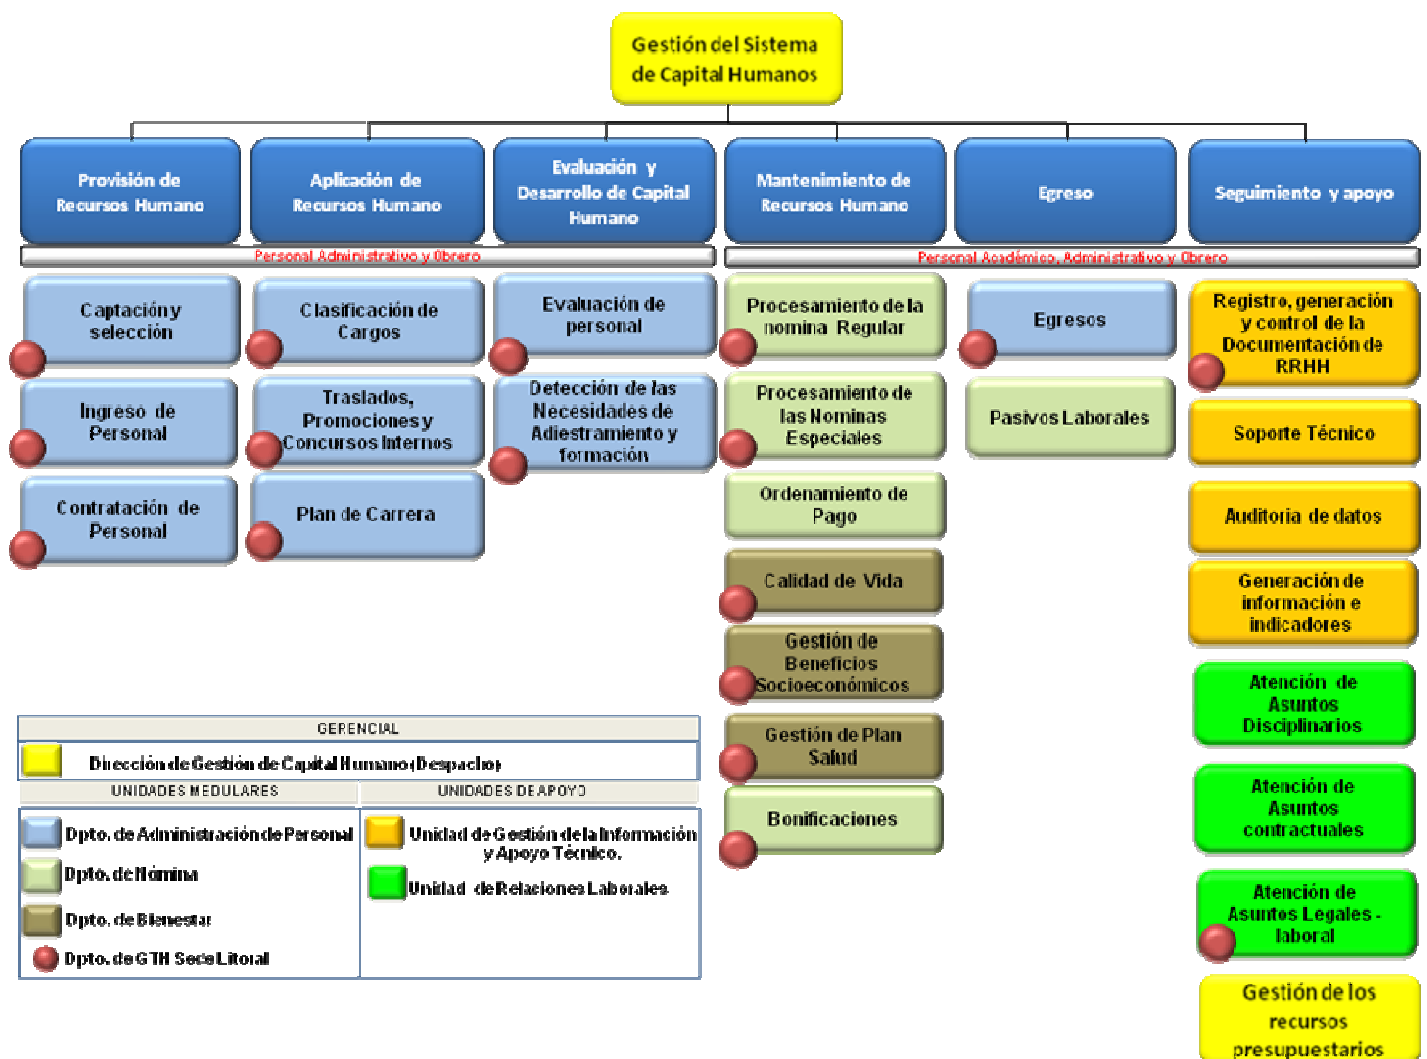 Gestión del Sistema
de Capital Humanos
Provisión de
Recursos Humano
Aplicación de
Recursos Humano
Evaluación y
Desarrollo de Capital
Humano
Mantenimiento de
Recursos Humano
Egreso
Seguimiento y apoyo
Personal Administrativo y Obrero
Personal Académico, Administrativo y Obrero
Captación y
selección
Ingreso de
Personal
Contratación de
Personal
Clasificación de
Cargos
Traslados,
Promociones y
Concursos Internos
Plan de Carrera
Evaluación de
personal
Detección de las
Necesidades de
Adiestramiento y
formación
Procesamiento de la
nomina Regular
Procesamiento de
las Nominas
Especiales
Ordenamiento de
Pago
Calidad de Vida
Gestión de
Beneficios
Socioeconómicos
Gestión de Plan
Salud
Bonificaciones
Egresos
Pasivos Laborales
Registro, generación
y control de la
Documentación de
RRHH
Soporte Técnico
Auditoria de datos
Generación de
información e
indicadores
Atención de
Asuntos
Disciplinarios
Atención de
Asuntos
contractuales
Atención de
Asuntos Legales -
laboral
Gestión de los
recursos
presupuestarios
GERENCIAL
Dirección de Gestión de Capital Humano (Despacho)
UNIDADES MEDULARES
UNIDADES DE APOYO
Dpto. de Administración de Personal
Dpto. de Nómina
Dpto. de Bienestar
Dpto. de GTH Sede Litoral
Unidad de Gestión de la Información
y Apoyo Técnico.
Unidad de Relaciones Laborales